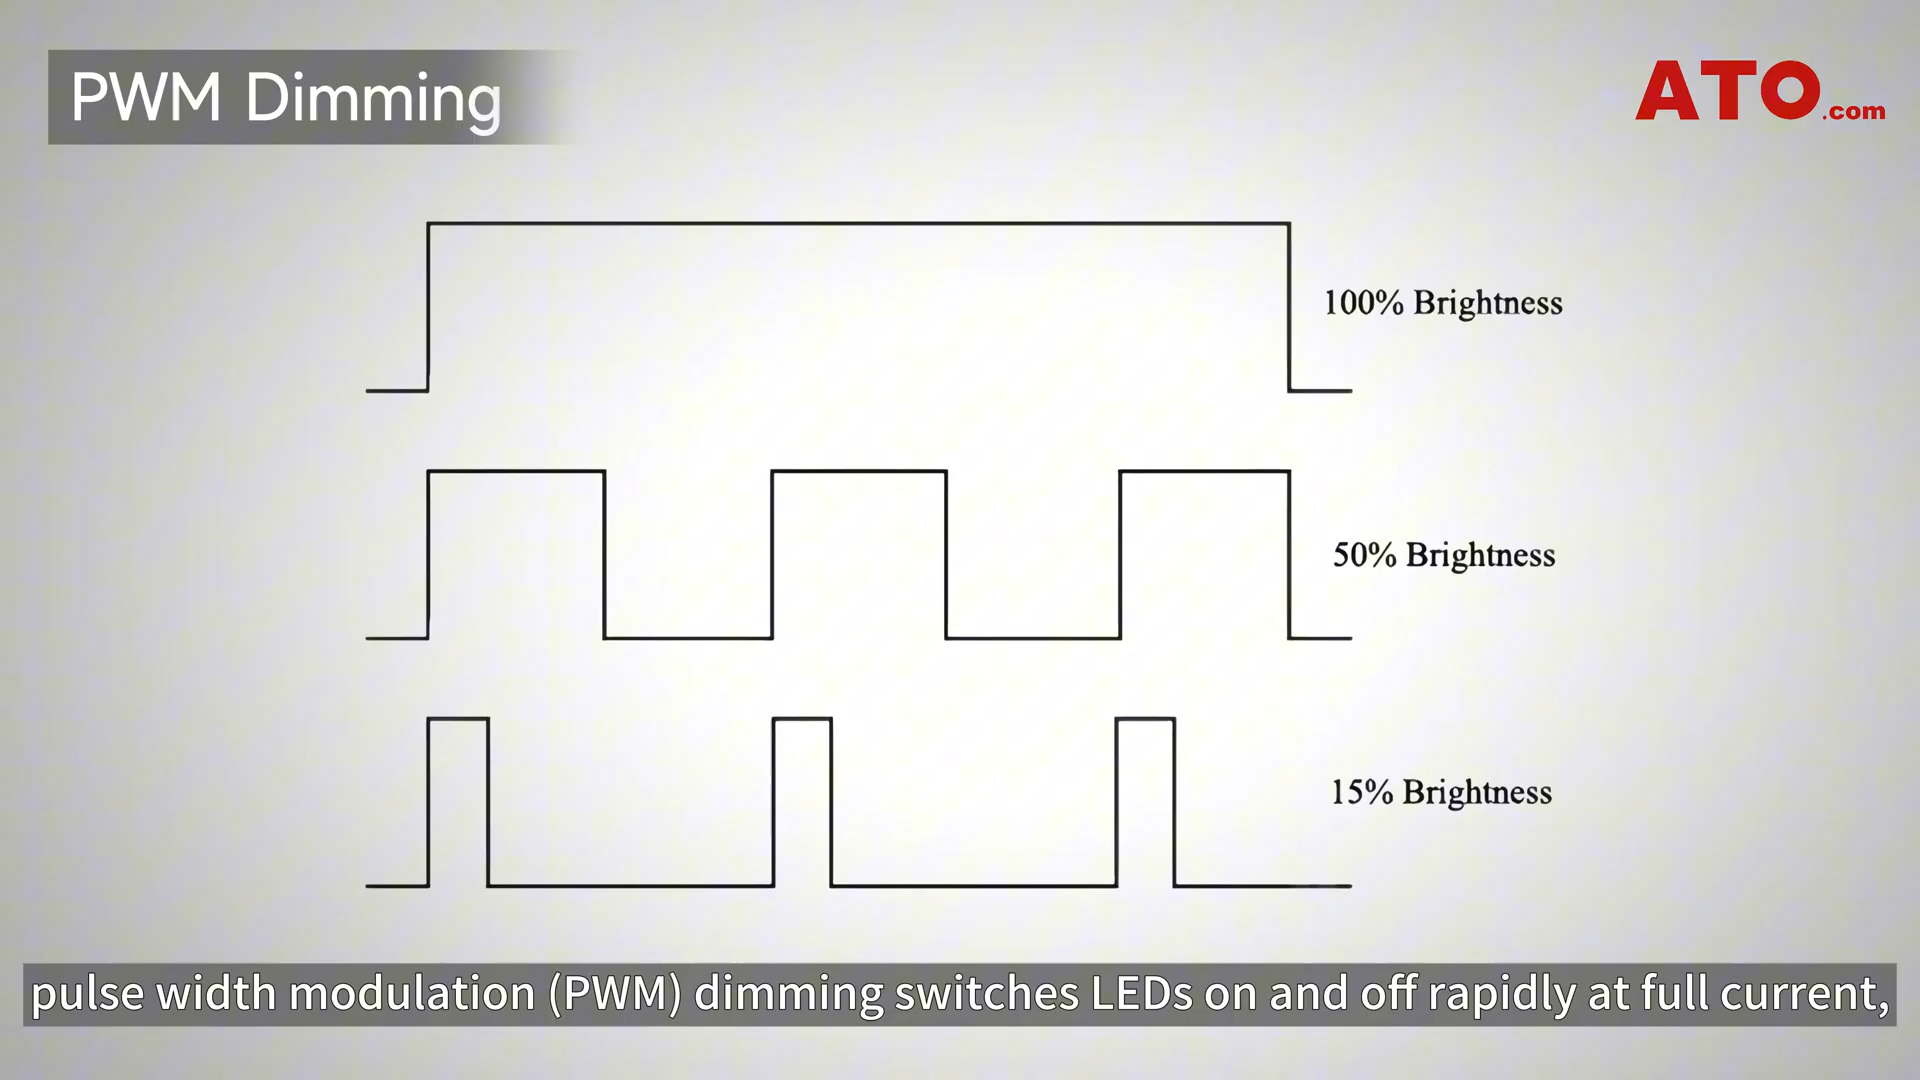 PWM Dimming
ATO.com
100% Brightness
50% Brightness
15% Brightness
pulse width modulation (PWM) dimming switches LEDs on and off rapidly at full current,